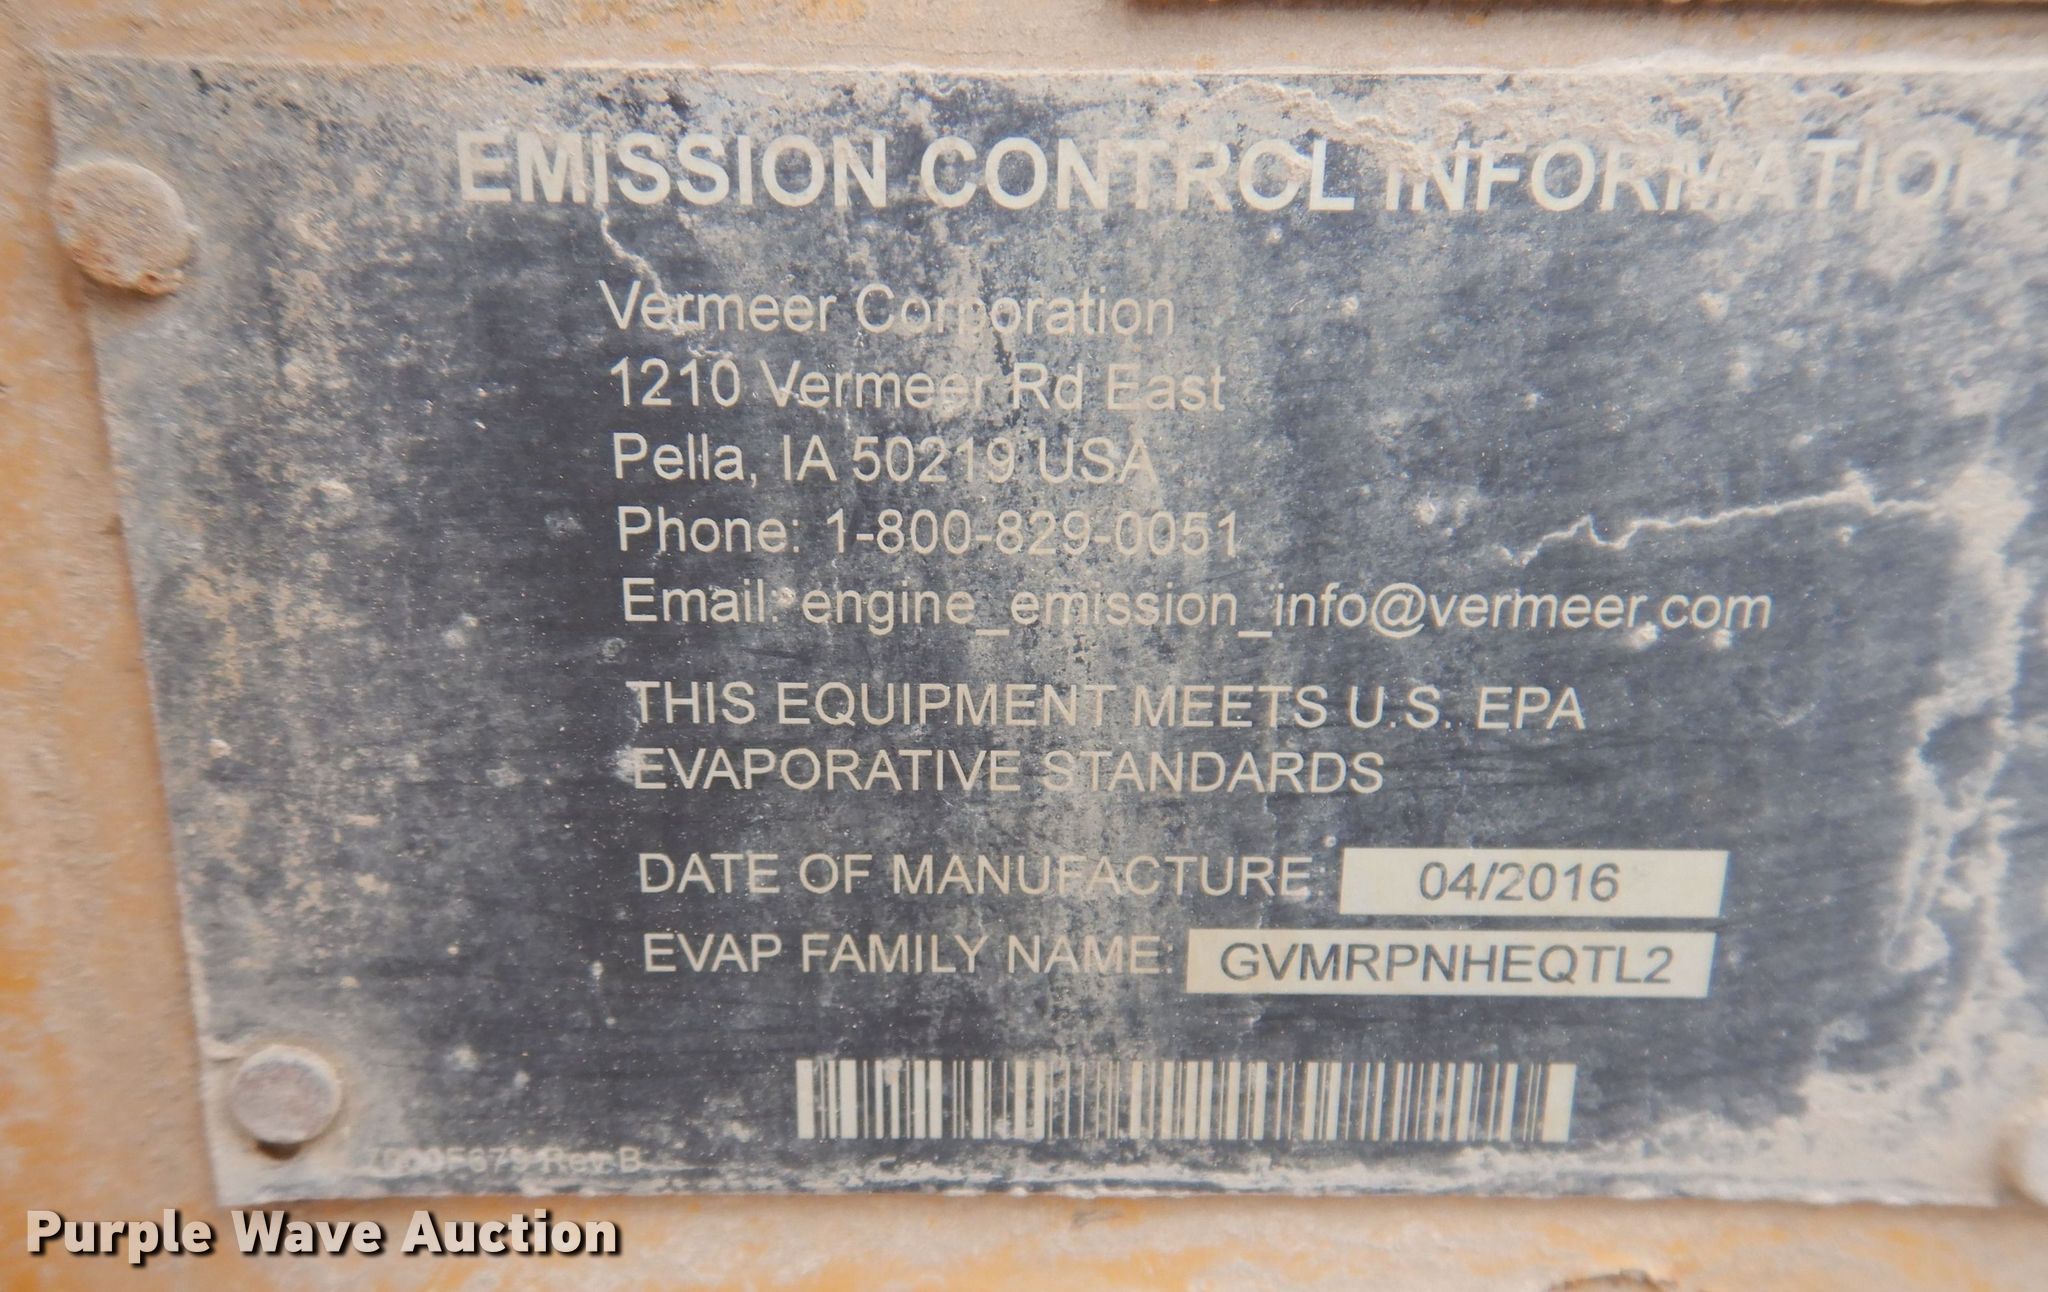 EMISSION CONTROL INFORMATION
Vermeer Corporation
1210 Vermeer Rd East
Pella, IA 50219 USA
Phone: 1-800-829-0051
Email: engine_emission_info@vermeer.com
THIS EQUIPMENT MEETS U.S. EPA
EVAPORATIVE STANDARDS
DATE OF MANUFACTURE: 04/2016
EVAP FAMILY NAME: GVMRPNHEQTL2
Rev B
Purple Wave Auction